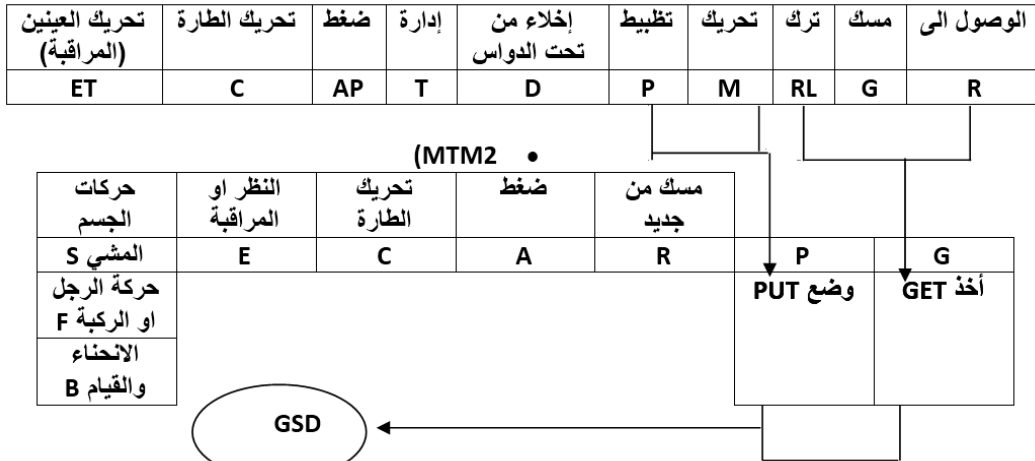 الوصول الى مسك ترك تحريك تظبيط إخلاء من تحت الدواس إدارة ضغط تحريك الطارة تحريك العينين (المراقبة)
R G RL M P D T AP C ET
(MTM2 •
مسك من جديد ضغط تحريك الطارة النظر او المراقبة حركات الجسم
G P R A C E المشي S
أخذ GET وضع PUT حركة الرجل او الركبة F
الانحناء والقيام B
GSD